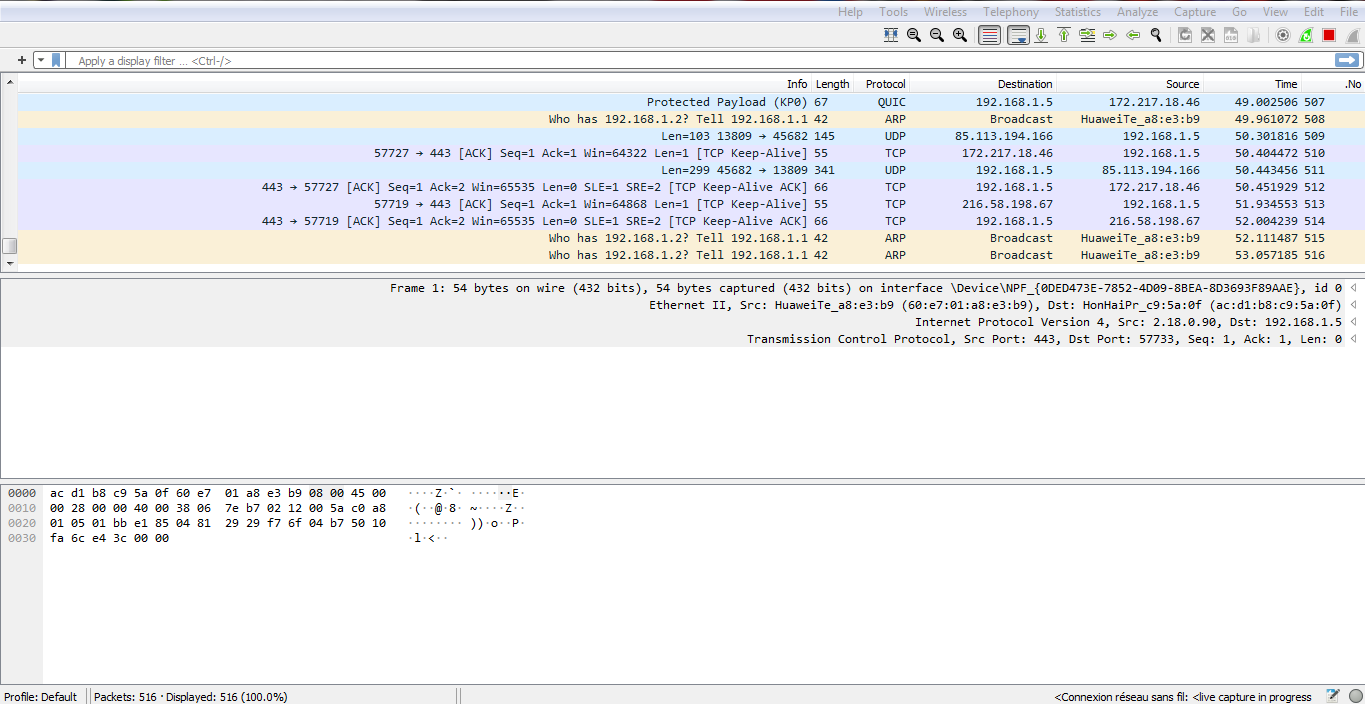 File Edit View Go Capture Analyze Statistics Telephony Wireless Tools Help
Apply a display filter ... <Ctrl-/>
No. Time Source Destination Protocol Length Info
507 49.002506 172.217.18.46 192.168.1.5 QUIC 67 Protected Payload (KP0)
508 49.961072 HuaweiTe_a8:e3:b9 Broadcast ARP 42 Who has 192.168.1.2? Tell 192.168.1.1
509 50.301816 192.168.1.5 85.113.194.166 UDP 145 Len=103 13809 → 45682
510 50.404472 192.168.1.5 172.217.18.46 TCP 55 57727 → 443 [ACK] Seq=1 Ack=1 Win=64322 Len=1 [TCP Keep-Alive]
511 50.443456 85.113.194.166 192.168.1.5 UDP 341 Len=299 45682 → 13809
512 50.451929 172.217.18.46 192.168.1.5 TCP 66 443 → 57727 [ACK] Seq=1 Ack=2 Win=65535 Len=0 SLE=1 SRE=2 [TCP Keep-Alive ACK]
513 51.934553 192.168.1.5 216.58.198.67 TCP 55 57719 → 443 [ACK] Seq=1 Ack=1 Win=64868 Len=1 [TCP Keep-Alive]
514 52.004239 216.58.198.67 192.168.1.5 TCP 66 443 → 57719 [ACK] Seq=1 Ack=2 Win=65535 Len=0 SLE=1 SRE=2 [TCP Keep-Alive ACK]
515 52.111487 HuaweiTe_a8:e3:b9 Broadcast ARP 42 Who has 192.168.1.2? Tell 192.168.1.1
516 53.057185 HuaweiTe_a8:e3:b9 Broadcast ARP 42 Who has 192.168.1.2? Tell 192.168.1.1
Frame 1: 54 bytes on wire (432 bits), 54 bytes captured (432 bits) on interface \Device\NPF_{0DED473E-7852-4D09-8BEA-8D3693F89AAE}, id 0
Ethernet II, Src: HuaweiTe_a8:e3:b9 (60:e7:01:a8:e3:b9), Dst: HonHaiPr_c9:5a:0f (ac:d1:b8:c9:5a:0f)
Internet Protocol Version 4, Src: 2.18.0.90, Dst: 192.168.1.5
Transmission Control Protocol, Src Port: 443, Dst Port: 57733, Seq: 1, Ack: 1, Len: 0
0000 ac d1 b8 c9 5a 0f 60 e7 01 a8 e3 b9 08 00 45 00 ····Z·`· ······E·
0010 00 28 00 00 40 00 38 06 7e b7 02 12 00 5a c0 a8 ·(··@·8· ~····Z··
0020 01 05 01 bb e1 85 04 81 29 29 f7 6f 04 b7 50 10 ········ ))·o··P·
0030 fa 6c e4 3c 00 00 ·l·<··
Profile: Default Packets: 516 · Displayed: 516 (100.0%) <Connexion réseau sans fil: <live capture in progress